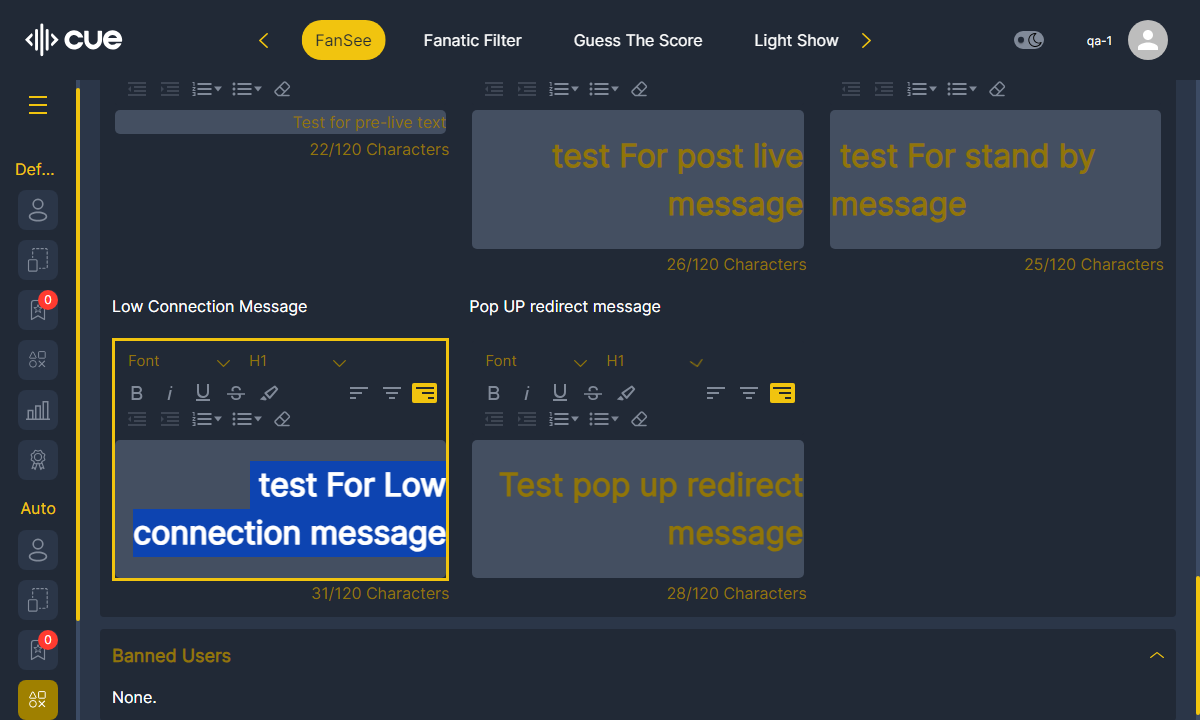 cue
FanSee
Fanatic Filter
Guess The Score
Light Show
qa-1
Def...
0
Auto
0
Test for pre-live text
22/120 Characters
test For post live
message
26/120 Characters
test For stand by
message
25/120 Characters
Low Connection Message
Font
H1
B i U S
test For Low
connection message
31/120 Characters
Pop UP redirect message
Font
H1
B i U S
Test pop up redirect
message
28/120 Characters
Banned Users
None.